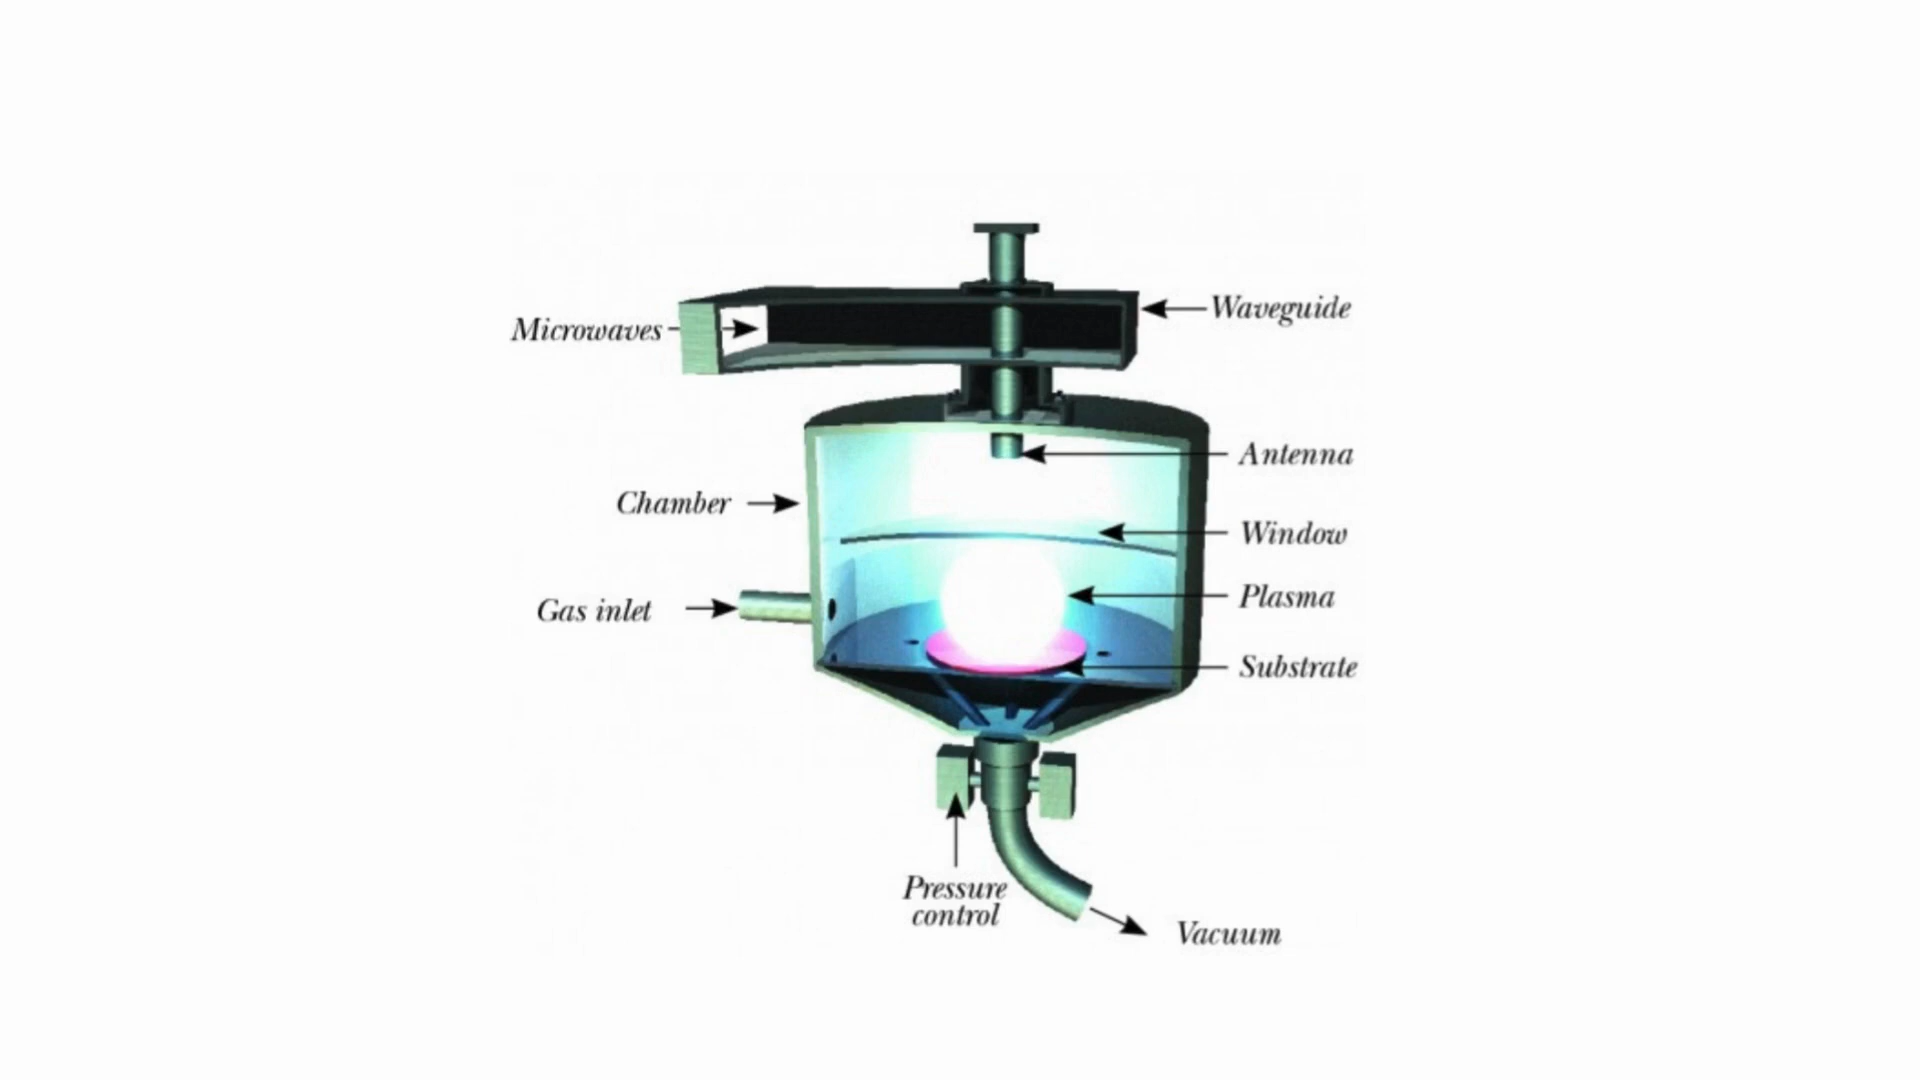 Waveguide
Microwaves
Antenna
Chamber
Window
Plasma
Gas inlet
Substrate
Pressure
control
Vacuum